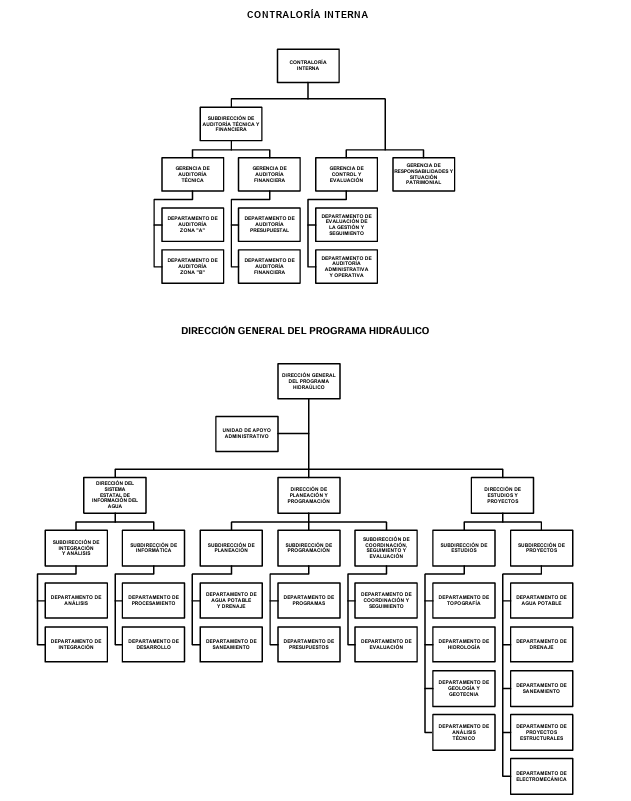 CONTRALORÍA INTERNA
CONTRALORÍA
INTERNA
SUBDIRECCIÓN DE
AUDITORÍA TÉCNICA Y
FINANCIERA
GERENCIA DE
AUDITORÍA
TÉCNICA
GERENCIA DE
AUDITORÍA
FINANCIERA
GERENCIA DE
CONTROL Y
EVALUACIÓN
GERENCIA DE
RESPONSABILIDADES Y
SITUACIÓN
PATRIMONIAL
DEPARTAMENTO DE
AUDITORÍA
ZONA "A"
DEPARTAMENTO DE
AUDITORÍA
PRESUPUESTAL
DEPARTAMENTO DE
EVALUACIÓN DE
LA GESTIÓN Y
SEGUIMIENTO
DEPARTAMENTO DE
AUDITORÍA
ZONA "B"
DEPARTAMENTO DE
AUDITORÍA
FINANCIERA
DEPARTAMENTO DE
AUDITORÍA
ADMINISTRATIVA
Y OPERATIVA
DIRECCIÓN GENERAL DEL PROGRAMA HIDRÁULICO
DIRECCIÓN GENERAL
DEL PROGRAMA
HIDRAÚLICO
UNIDAD DE APOYO
ADMINISTRATIVO
DIRECCIÓN DEL
SISTEMA
ESTATAL DE
INFORMACIÓN DEL
AGUA
DIRECCIÓN DE
PLANEACIÓN Y
PROGRAMACIÓN
DIRECCIÓN DE
ESTUDIOS Y
PROYECTOS
SUBDIRECCIÓN DE
INTEGRACIÓN
Y ANÁLISIS
SUBDIRECCIÓN DE
INFORMÁTICA
SUBDIRECCIÓN DE
PLANEACIÓN
SUBDIRECCIÓN DE
PROGRAMACIÓN
SUBDIRECCIÓN DE
COORDINACIÓN,
SEGUIMIENTO Y
EVALUACIÓN
SUBDIRECCIÓN DE
ESTUDIOS
SUBDIRECCIÓN DE
PROYECTOS
DEPARTAMENTO DE
ANÁLISIS
DEPARTAMENTO DE
PROCESAMIENTO
DEPARTAMENTO DE
AGUA POTABLE
Y DRENAJE
DEPARTAMENTO DE
PROGRAMAS
DEPARTAMENTO DE
COORDINACIÓN Y
SEGUIMIENTO
DEPARTAMENTO DE
TOPOGRAFÍA
DEPARTAMENTO DE
AGUA POTABLE
DEPARTAMENTO DE
INTEGRACIÓN
DEPARTAMENTO DE
DESARROLLO
DEPARTAMENTO DE
SANEAMIENTO
DEPARTAMENTO DE
PRESUPUESTOS
DEPARTAMENTO DE
EVALUACIÓN
DEPARTAMENTO DE
HIDROLOGÍA
DEPARTAMENTO DE
DRENAJE
DEPARTAMENTO DE
GEOLOGÍA Y
GEOTECNIA
DEPARTAMENTO DE
SANEAMIENTO
DEPARTAMENTO DE
ANÁLISIS
TÉCNICO
DEPARTAMENTO DE
PROYECTOS
ESTRUCTURALES
DEPARTAMENTO DE
ELECTROMECÁNICA